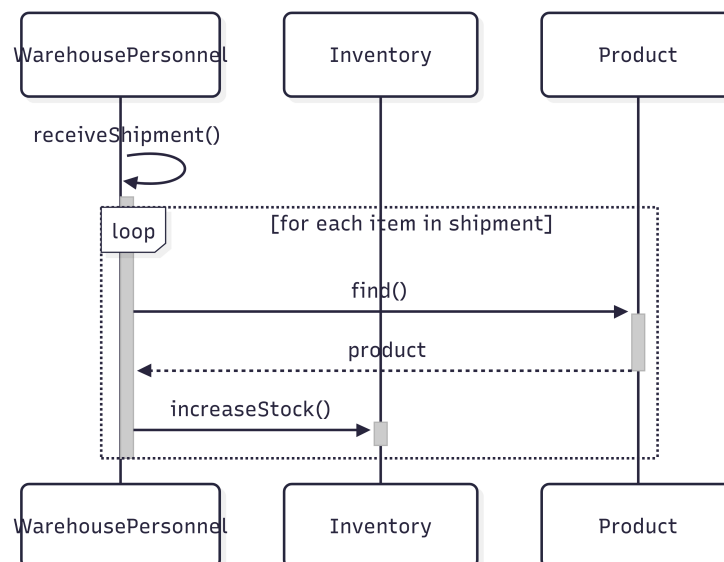 WarehousePersonnel
Inventory
Product
receiveShipment()
loop
[for each item in shipment]
find()
product
increaseStock()
WarehousePersonnel
Inventory
Product